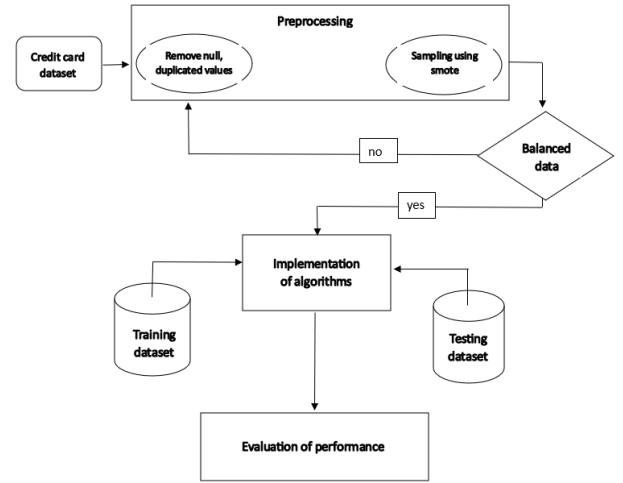 Preprocessing
Credit card
dataset
Remove null,
duplicated values
Sampling using
smote
Balanced
data
no
yes
Implementation
of algorithms
Training
dataset
Testing
dataset
Evaluation of performance